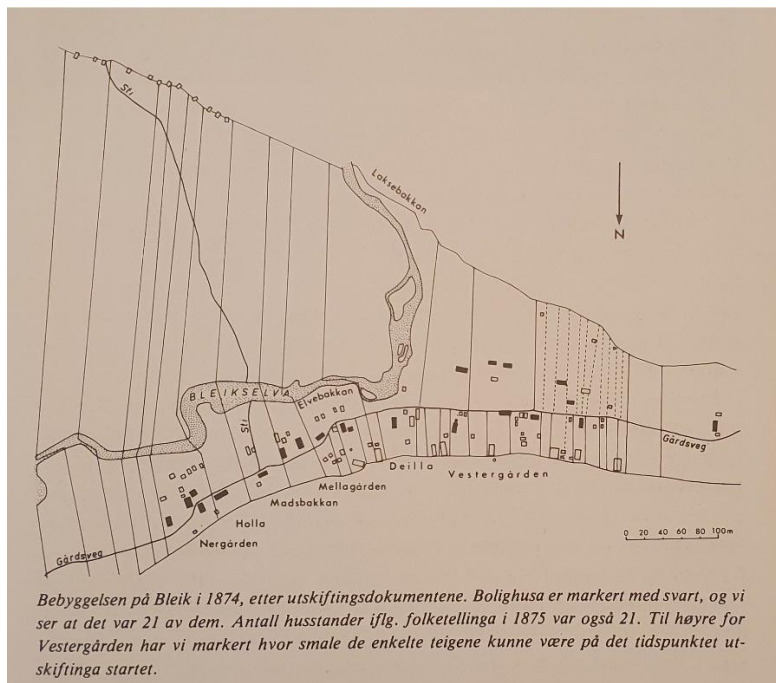 Sti
Laksebakkan
N
BLEIKSELVA
Elvebakkan
Sti
Gårdsveg
Deilla
Vestergården
Mellagården
Madsbakkan
Holla
Nergården
Gårdsveg
0 20 40 60 80 100m
Bebyggelsen på Bleik i 1874, etter utskiftingsdokumentene. Bolighusa er markert med svart, og vi
ser at det var 21 av dem. Antall husstander iflg. folketellinga i 1875 var også 21. Til høyre for
Vestergården har vi markert hvor smale de enkelte teigene kunne være på det tidspunktet ut-
skiftinga startet.